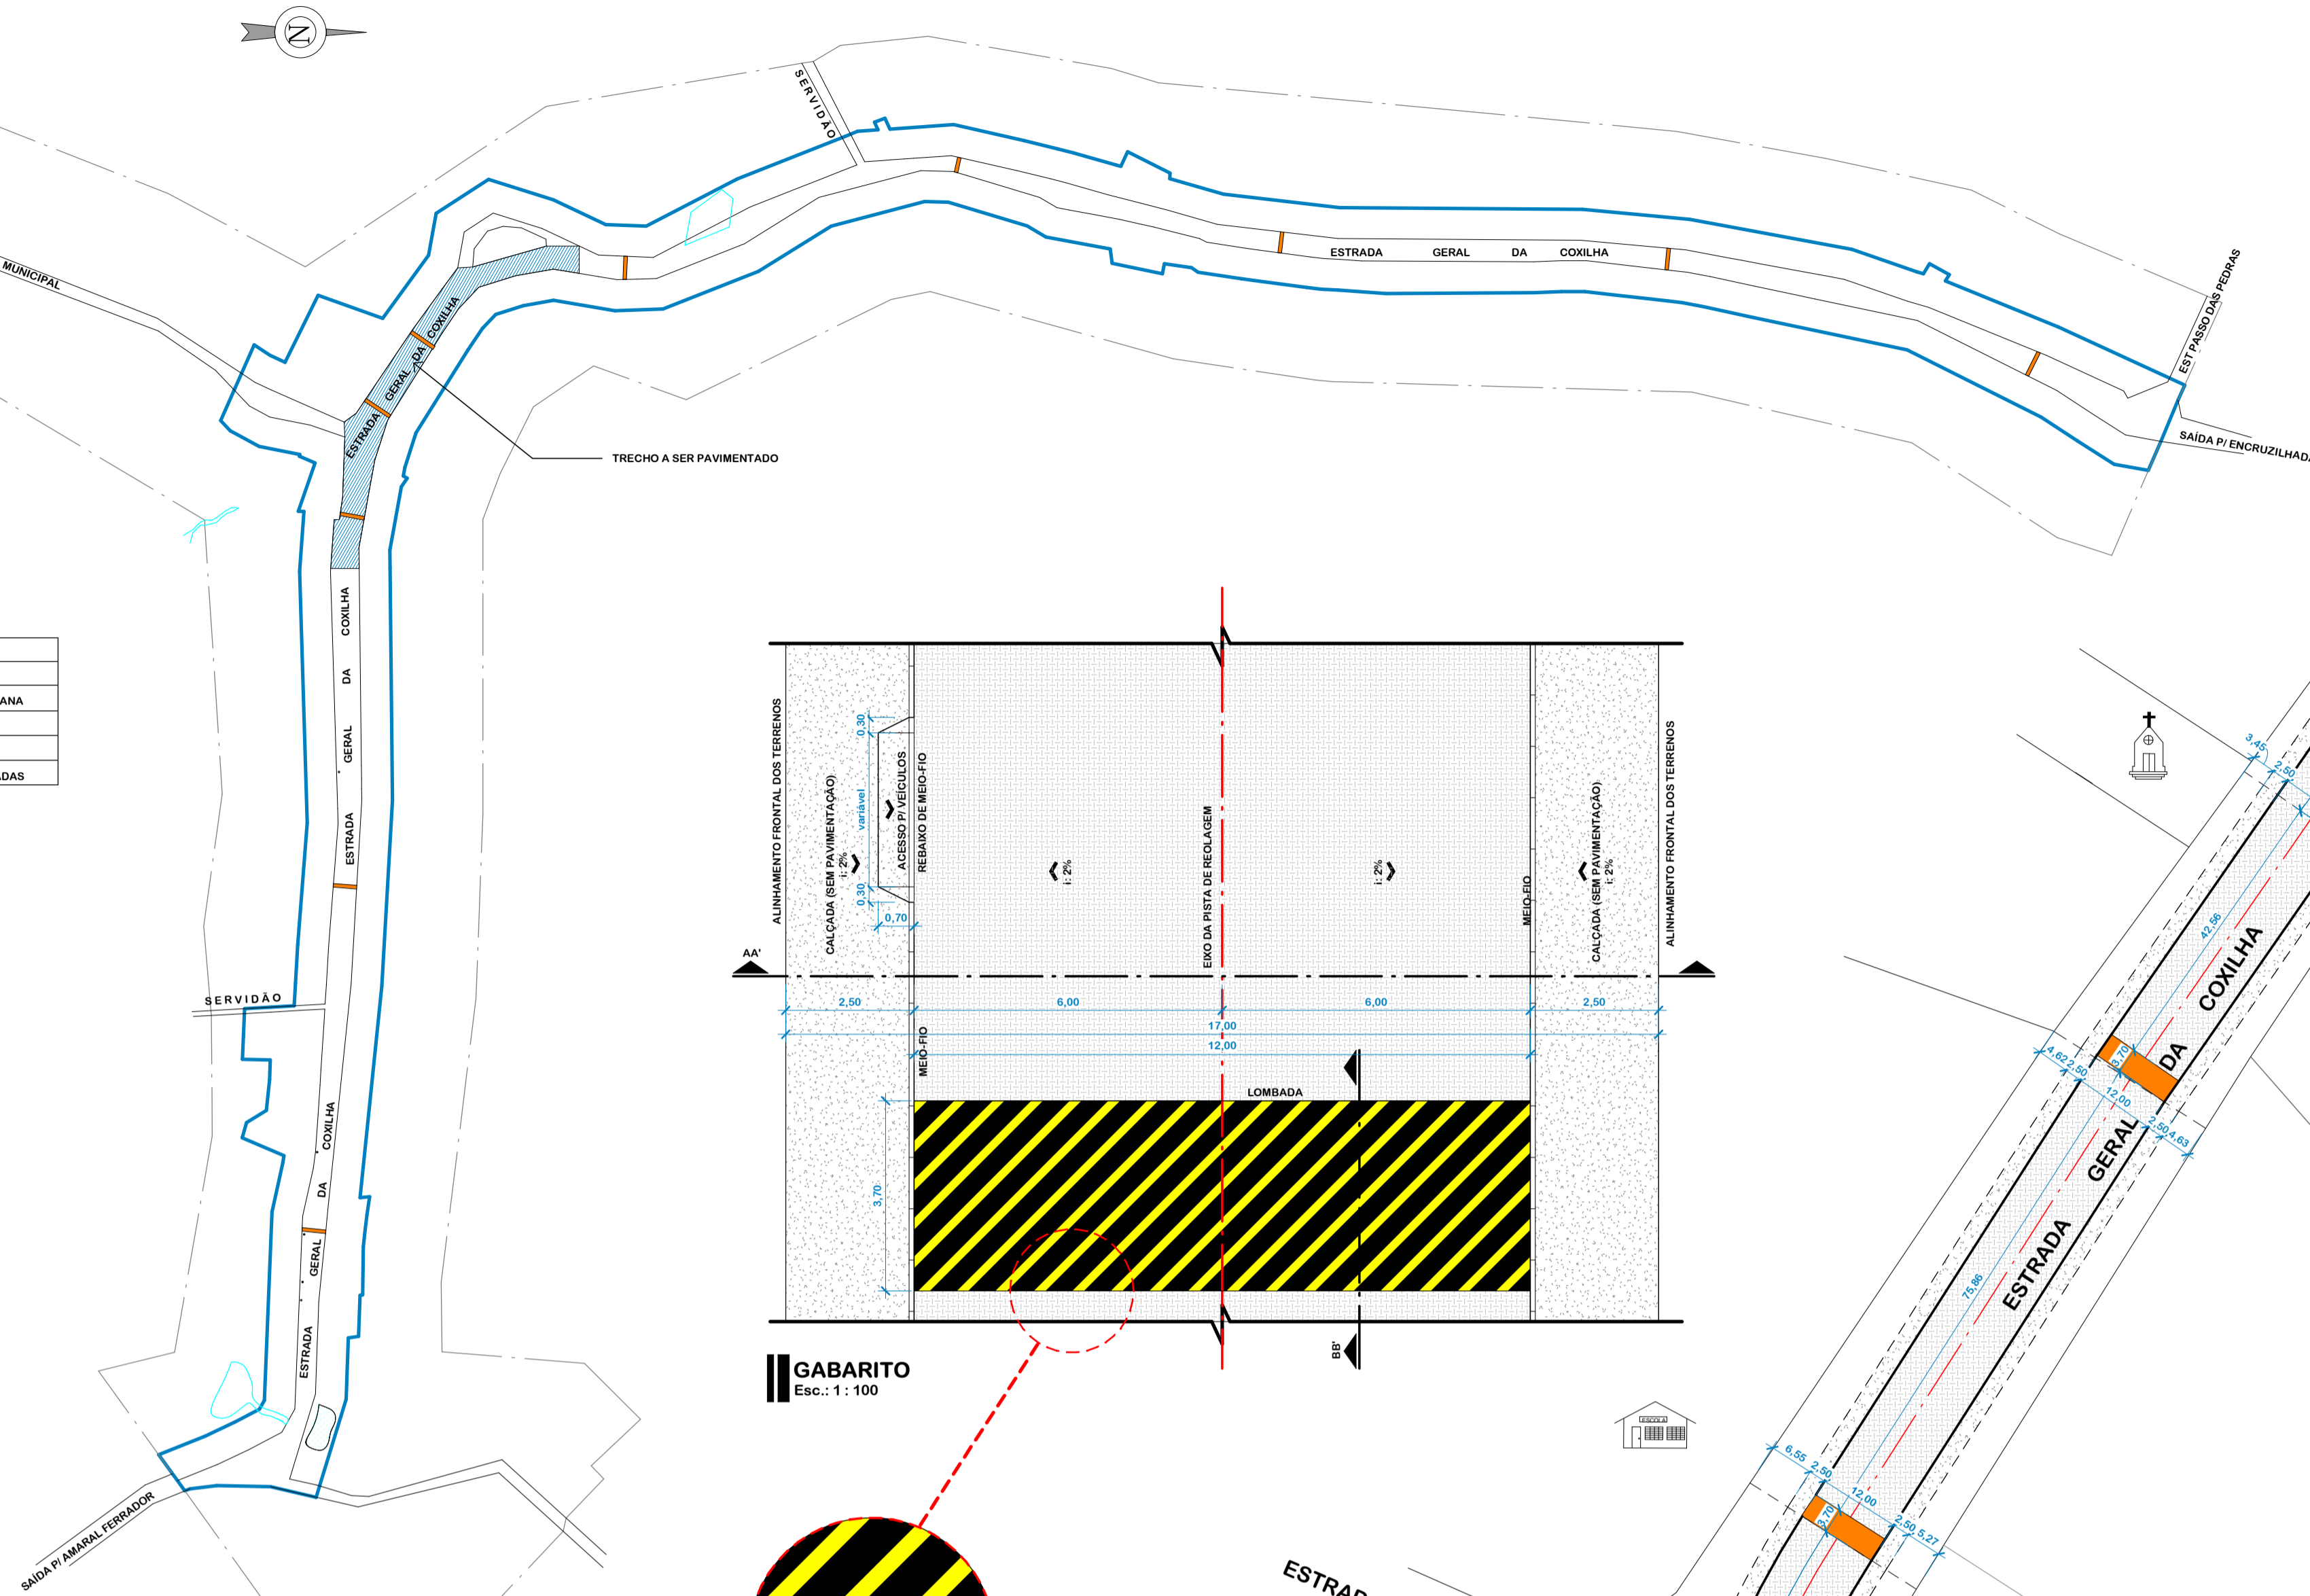 N
SERVIDÃO
MUNICIPAL
ESTRADA GERAL DA COXILHA
EST PASSO DAS PEDRAS
SAÍDA P/ ENCRUZILHADA
ESTRADA GERAL DA COXILHA
TRECHO A SER PAVIMENTADO
ANA
DAS
ESTRADA GERAL DA COXILHA
SERVIDÃO
ESTRADA GERAL DA COXILHA
SAÍDA P/ AMARAL FERRADOR
ALINHAMENTO FRONTAL DOS TERRENOS
CALÇADA (SEM PAVIMENTAÇÃO)
i: 2%
0,30
variável
0,30
0,70
ACESSO P/ VEÍCULOS
REBAIXO DE MEIO-FIO
i: 2%
EIXO DA PISTA DE REOLAGEM
i: 2%
MEIO-FIO
CALÇADA (SEM PAVIMENTAÇÃO)
i: 2%
ALINHAMENTO FRONTAL DOS TERRENOS
AA'
2,50
6,00
6,00
2,50
17,00
12,00
MEIO-FIO
LOMBADA
3,70
BB'
GABARITO
Esc.: 1 : 100
3,45
2,50
42,56
4,62
2,50
3,70
12,00
2,50
4,63
ESTRADA GERAL DA COXILHA
75,86
ESCOLA
6,55
2,50
12,00
3,70
2,50
5,27
ESTRAD